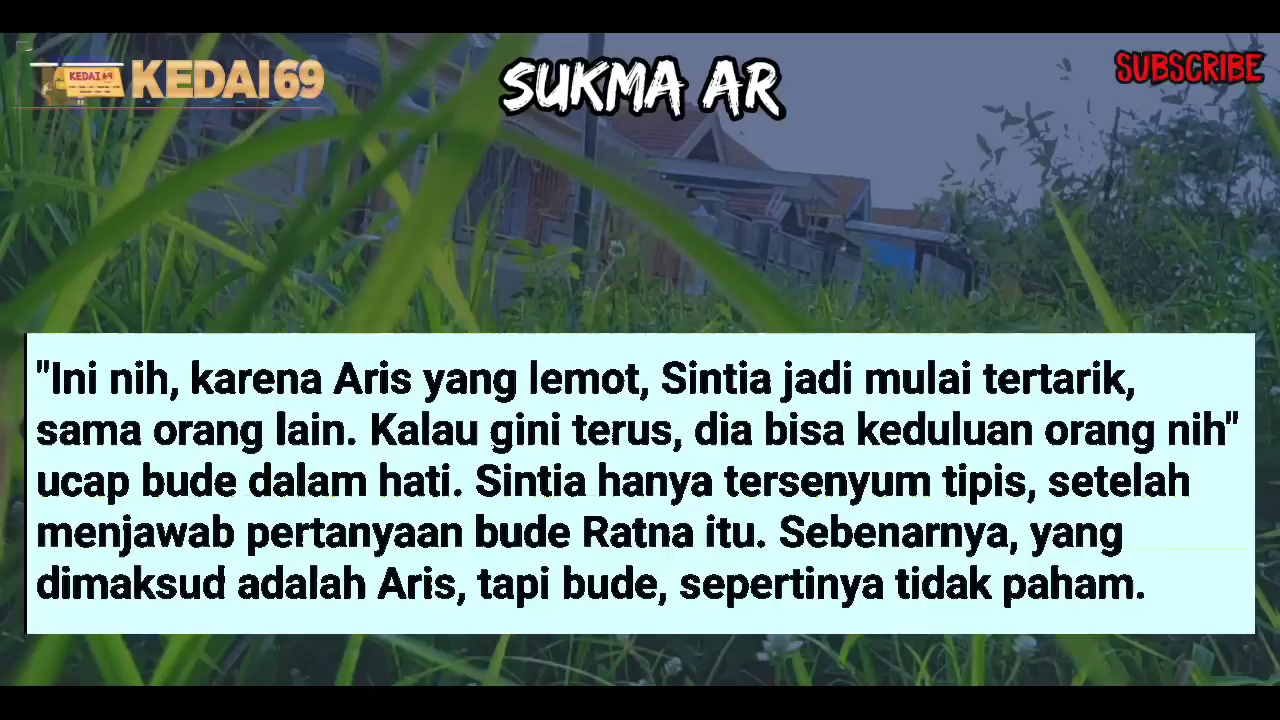 KEDAI 69
KEDAI69
SUKMA AR
SUBSCRIBE
"Ini nih, karena Aris yang lemot, Sintia jadi mulai tertarik,
sama orang lain. Kalau gini terus, dia bisa keduluan orang nih"
ucap bude dalam hati. Sintia hanya tersenyum tipis, setelah
menjawab pertanyaan bude Ratna itu. Sebenarnya, yang
dimaksud adalah Aris, tapi bude, sepertinya tidak paham.